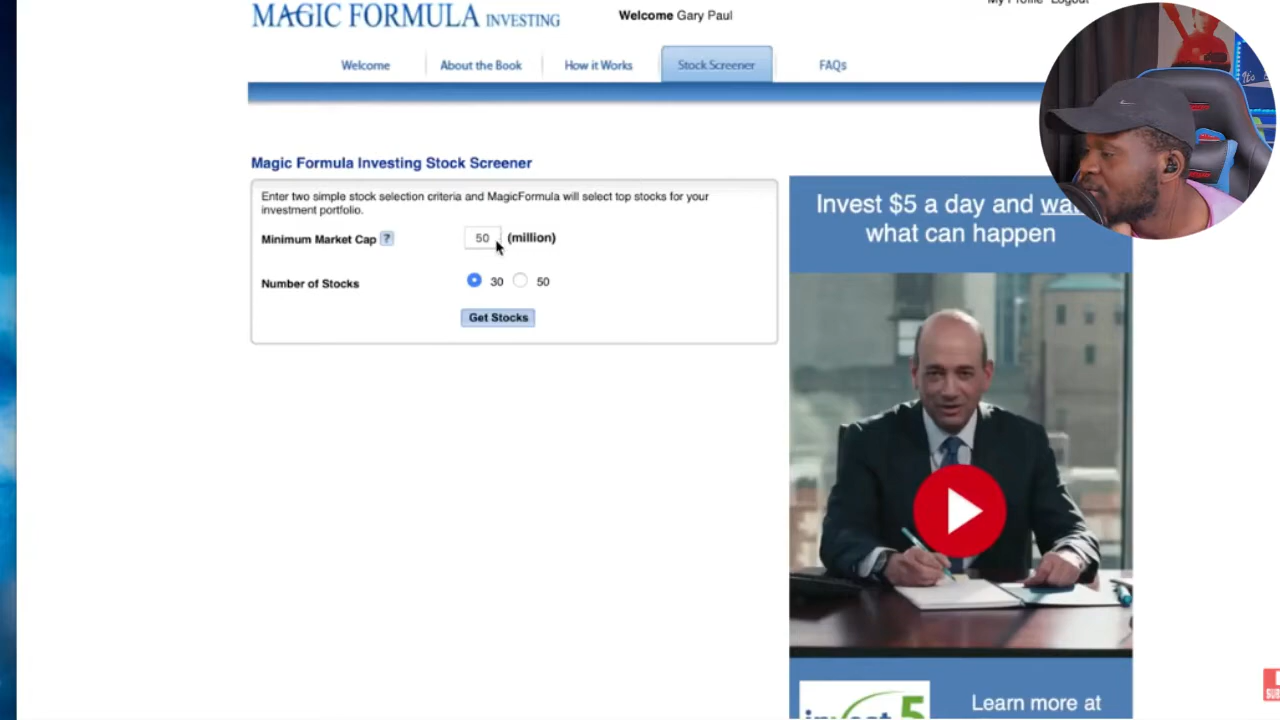 MAGIC FORMULA INVESTING
Welcome Gary Paul
Logout
Welcome
About the Book
How it Works
Stock Screener
FAQs
Magic Formula Investing Stock Screener
Enter two simple stock selection criteria and MagicFormula will select top stocks for your
investment portfolio.
Minimum Market Cap ?
50 (million)
Number of Stocks
30 50
Get Stocks
Invest $5 a day and
what can happen
5
Learn more at
It's